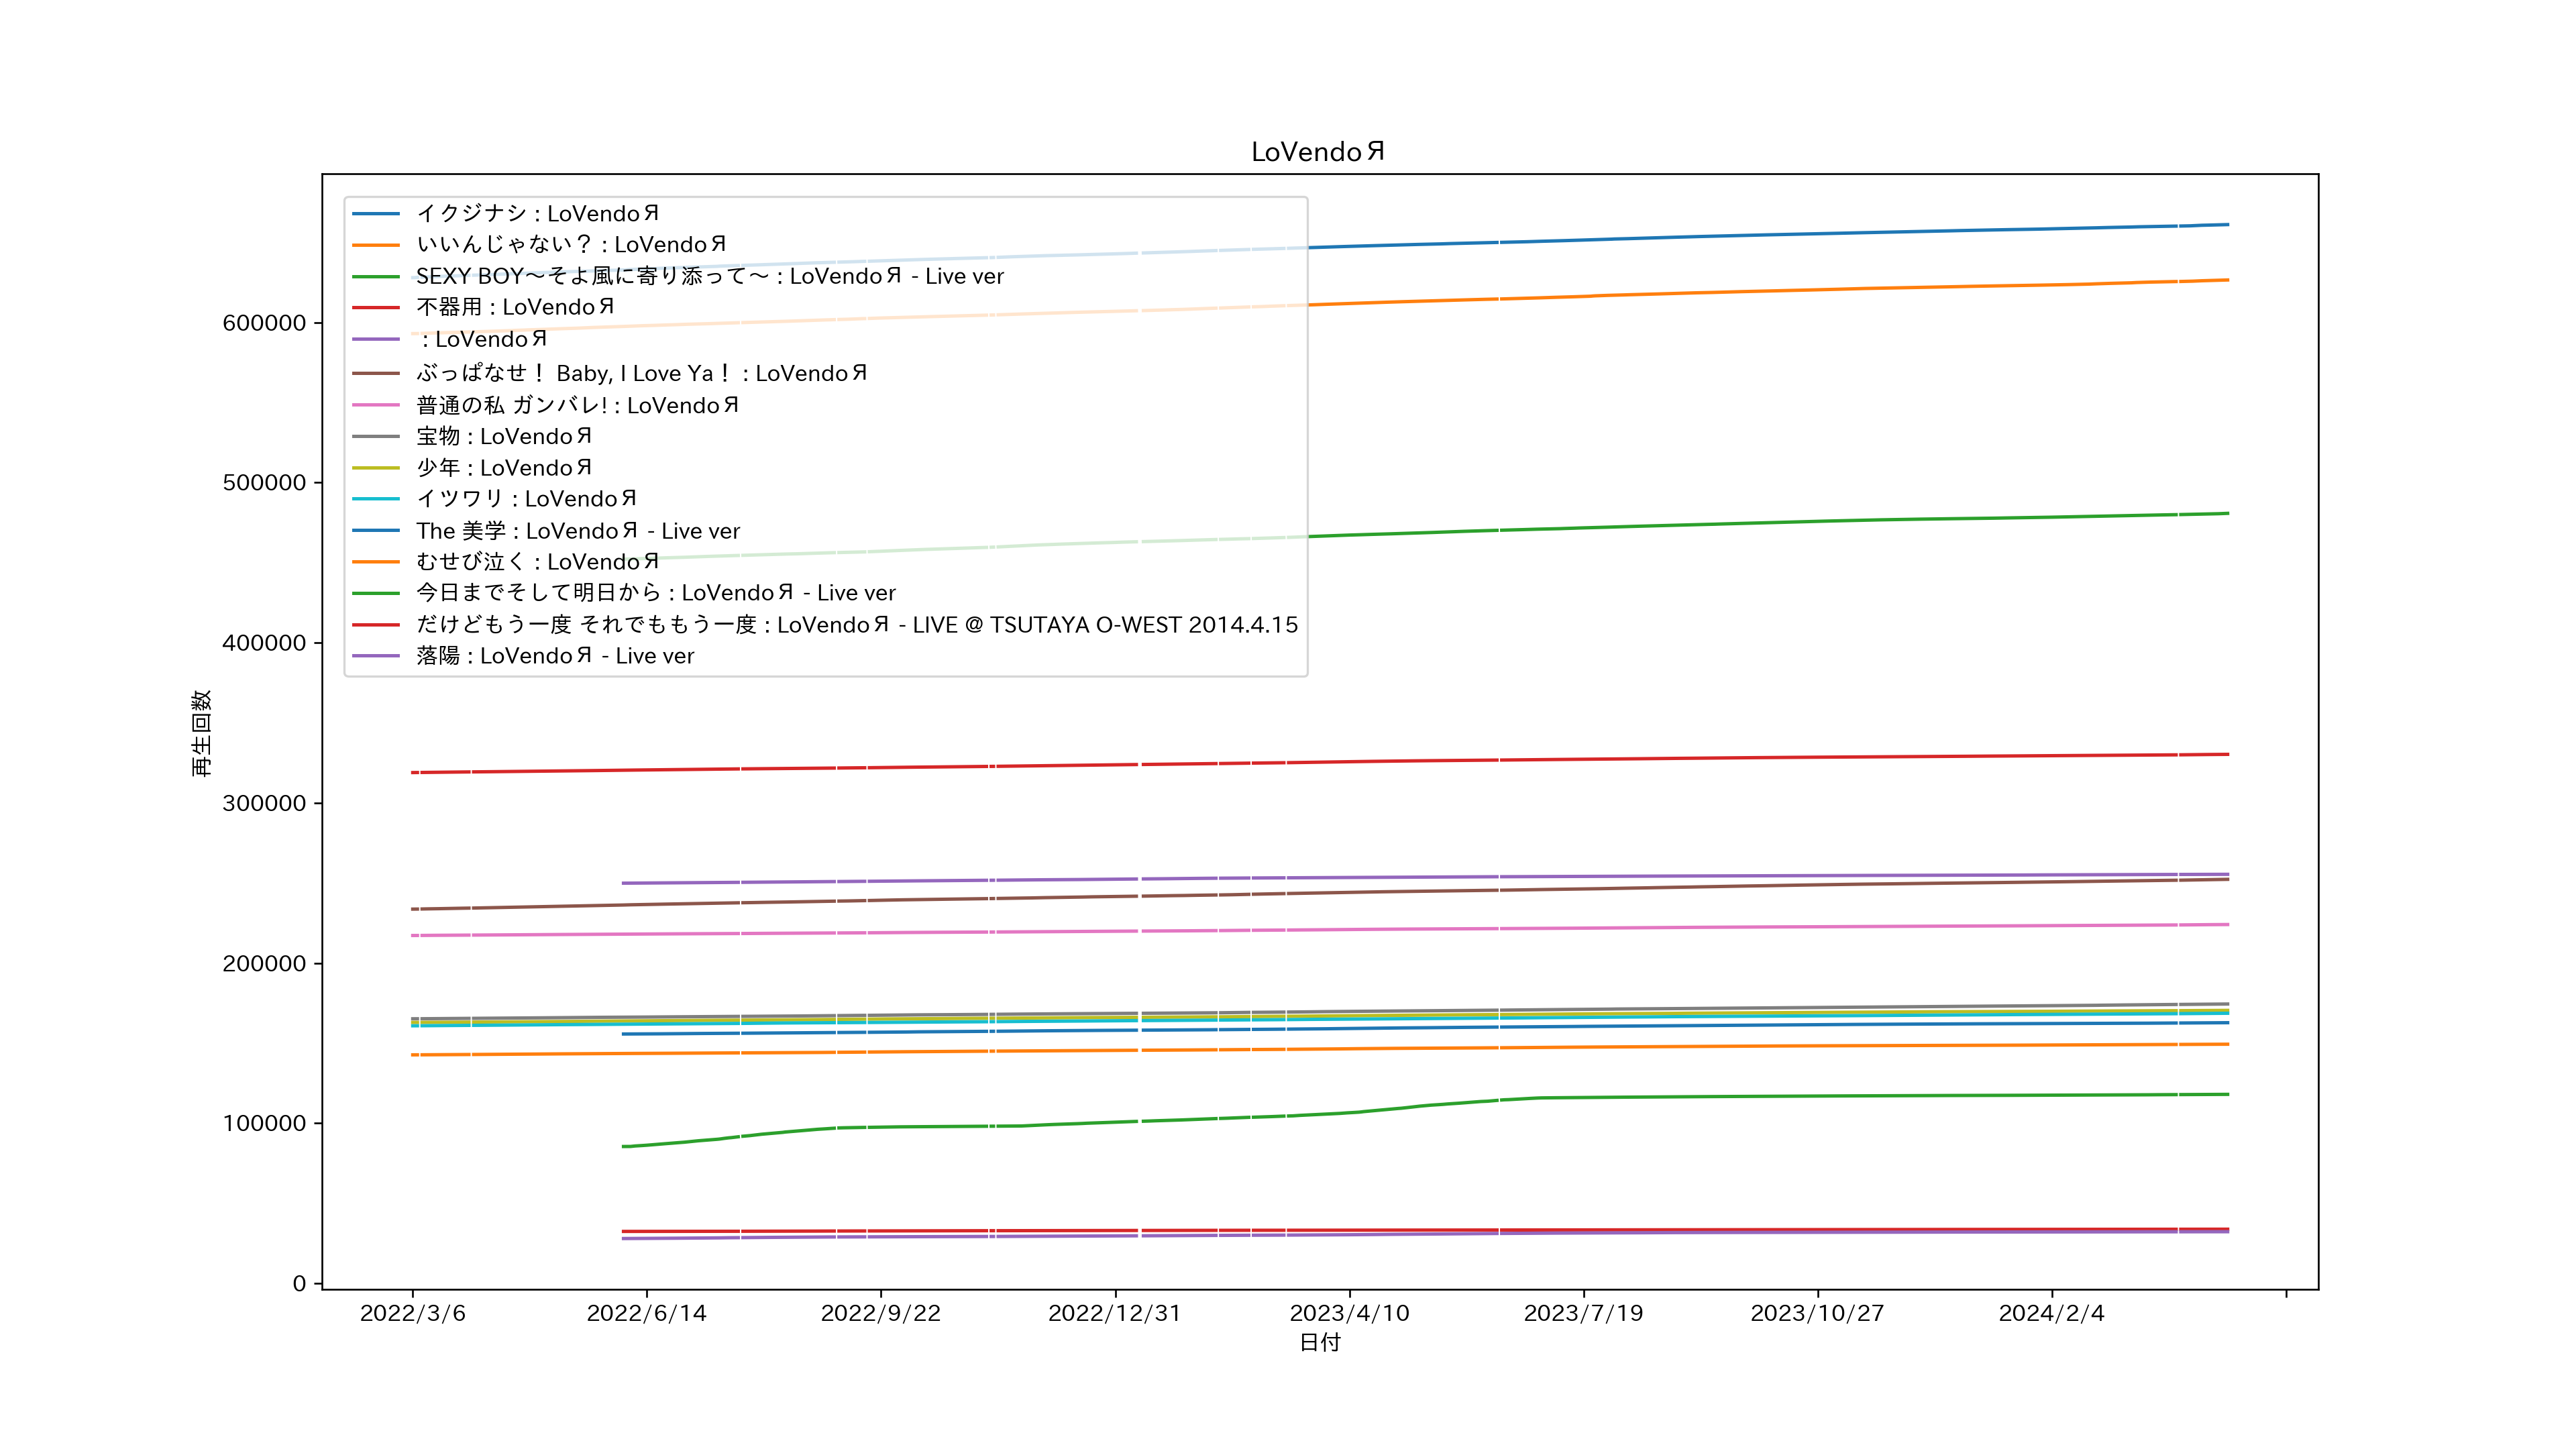 LoVendoЯ
イクジナシ : LoVendoЯ
いいんじゃない？ : LoVendoЯ
SEXY BOY～そよ風に寄り添って～ : LoVendoЯ - Live ver
不器用 : LoVendoЯ
: LoVendoЯ
ぶっぱなせ！ Baby, I Love Ya！ : LoVendoЯ
普通の私 ガンバレ! : LoVendoЯ
宝物 : LoVendoЯ
少年 : LoVendoЯ
イツワリ : LoVendoЯ
The 美学 : LoVendoЯ - Live ver
むせび泣く : LoVendoЯ
今日までそして明日から : LoVendoЯ - Live ver
だけどもう一度 それでももう一度 : LoVendoЯ - LIVE @ TSUTAYA O-WEST 2014.4.15
落陽 : LoVendoЯ - Live ver
再生回数
600000
500000
400000
300000
200000
100000
0
2022/3/6 2022/6/14 2022/9/22 2022/12/31 2023/4/10 2023/7/19 2023/10/27 2024/2/4
日付